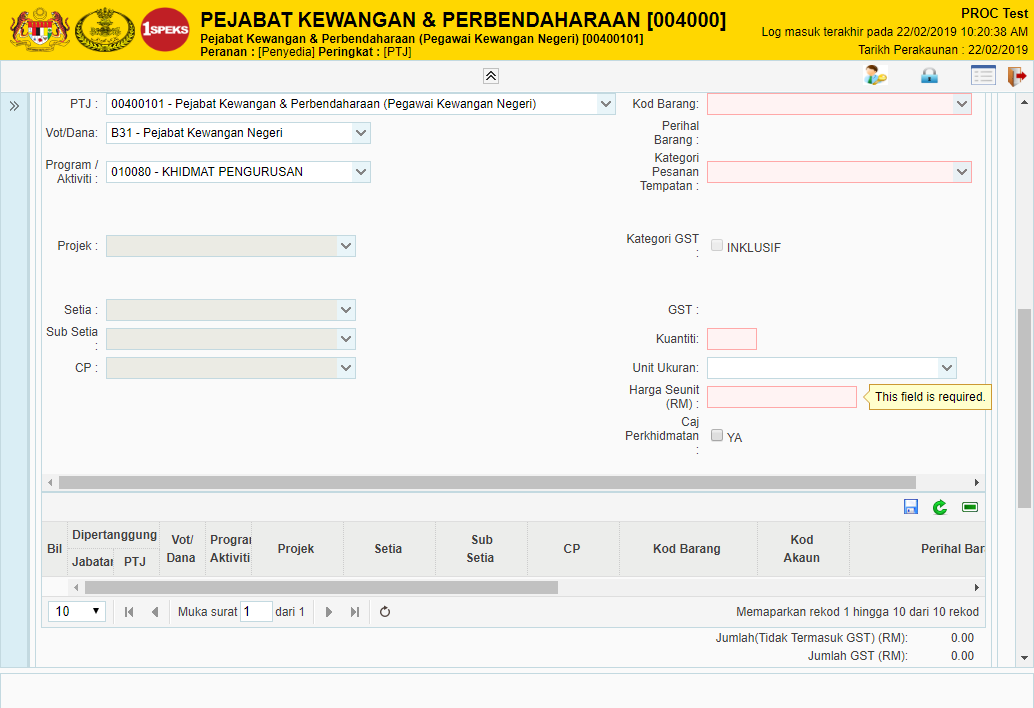 PEJABAT KEWANGAN & PERBENDAHARAAN [004000]
Pejabat Kewangan & Perbendaharaan (Pegawai Kewangan Negeri) [00400101]
Peranan : [Penyedia] Peringkat : [PTJ]
1SPEKS
PROC Test
Log masuk terakhir pada 22/02/2019 10:20:38 AM
Tarikh Perakaunan : 22/02/2019
PTJ : 00400101 - Pejabat Kewangan & Perbendaharaan (Pegawai Kewangan Negeri)
Kod Barang:
Vot/Dana: B31 - Pejabat Kewangan Negeri
Perihal
Barang :
Program /
Aktiviti :
010080 - KHIDMAT PENGURUSAN
Kategori
Pesanan
Tempatan :
Projek :
Kategori GST
:
INKLUSIF
Setia :
GST :
Sub Setia
:
Kuantiti:
CP :
Unit Ukuran:
Harga Seunit
(RM) :
This field is required.
Caj
Perkhidmatan
:
YA
Bil
Dipertanggung
Jabatan
PTJ
Vot/
Dana
Program
Aktiviti
Projek
Setia
Sub
Setia
CP
Kod Barang
Kod
Akaun
Perihal Bar
10
Muka surat 1 dari 1
Memaparkan rekod 1 hingga 10 dari 10 rekod
Jumlah(Tidak Termasuk GST) (RM): 0.00
Jumlah GST (RM): 0.00